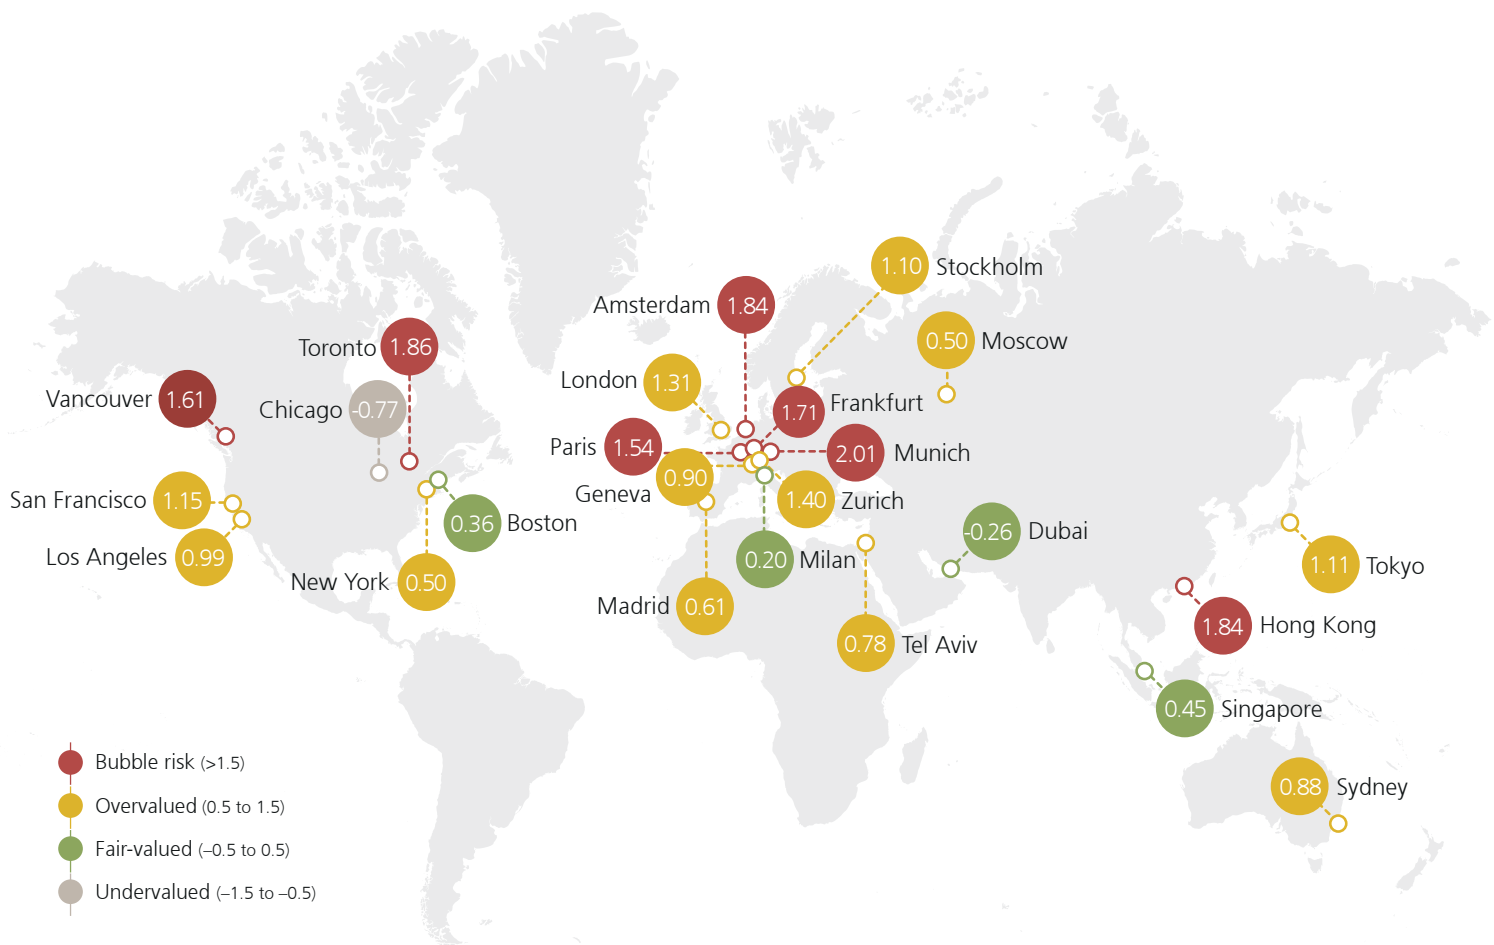 1.10 Stockholm
Amsterdam 1.84
0.50 Moscow
Toronto 1.86
London 1.31
Vancouver 1.61
Chicago -0.77
1.71 Frankfurt
Paris 1.54
2.01 Munich
0.90
Geneva
San Francisco 1.15
1.40 Zurich
0.36 Boston
-0.26 Dubai
Los Angeles 0.99
0.20 Milan
1.11 Tokyo
New York 0.50
Madrid 0.61
1.84 Hong Kong
0.78 Tel Aviv
0.45 Singapore
Bubble risk (>1.5)
0.88 Sydney
Overvalued (0.5 to 1.5)
Fair-valued (–0.5 to 0.5)
Undervalued (–1.5 to –0.5)